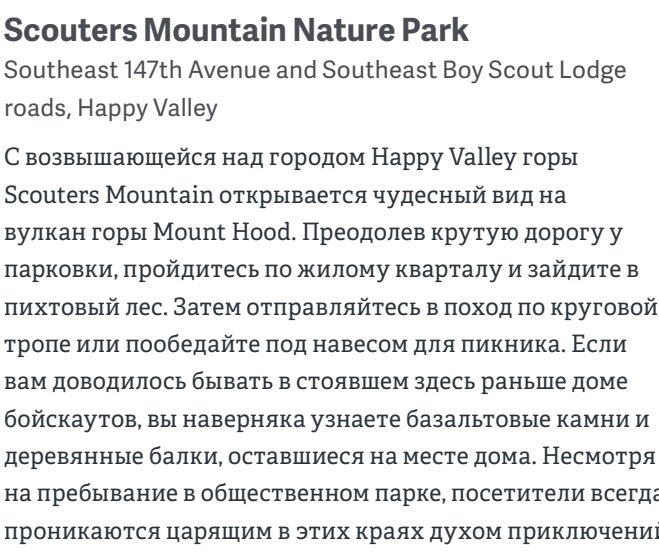 Scouters Mountain Nature Park
Southeast 147th Avenue and Southeast Boy Scout Lodge
roads, Happy Valley
С возвышающейся над городом Happy Valley горы
Scouters Mountain открывается чудесный вид на
вулкан горы Mount Hood. Преодолев крутую дорогу у
парковки, пройдитесь по жилому кварталу и зайдите в
пихтовый лес. Затем отправляйтесь в поход по круговой
тропе или пообедайте под навесом для пикника. Если
вам доводилось бывать в стоявшем здесь раньше доме
бойскаутов, вы наверняка узнаете базальтовые камни и
деревянные балки, оставшиеся на месте дома. Несмотря
на пребывание в общественном парке, посетители всегда
проникаются царящим в этих краях духом приключений